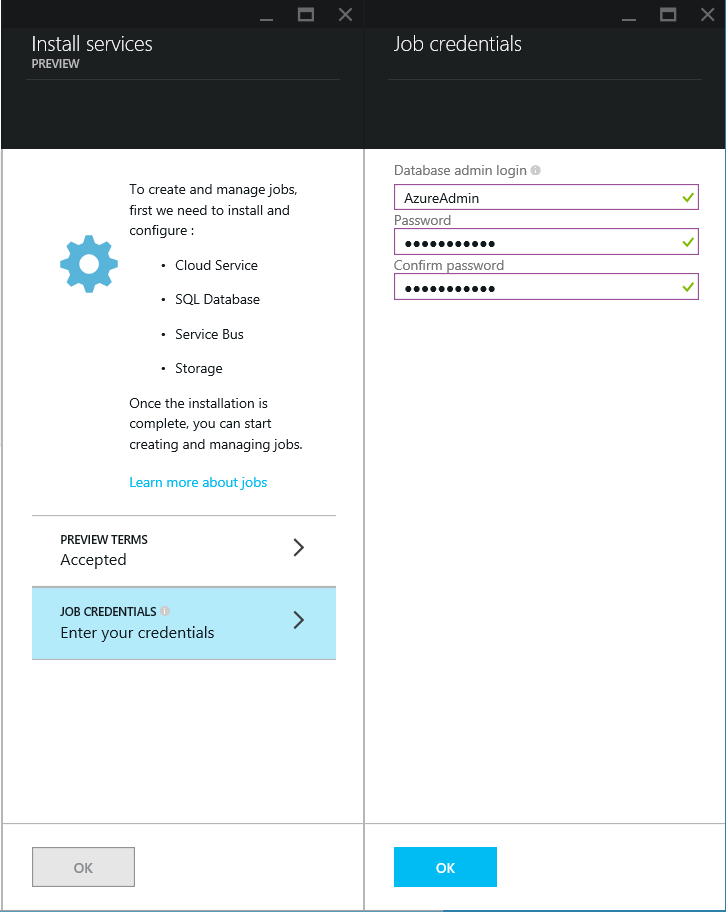 Install services
PREVIEW
To create and manage jobs,
first we need to install and
configure :
• Cloud Service
• SQL Database
• Service Bus
• Storage
Once the installation is
complete, you can start
creating and managing jobs.
Learn more about jobs
PREVIEW TERMS
Accepted
JOB CREDENTIALS
Enter your credentials
OK
Job credentials
Database admin login
AzureAdmin
Password
●●●●●●●●●●●
Confirm password
●●●●●●●●●●●
OK